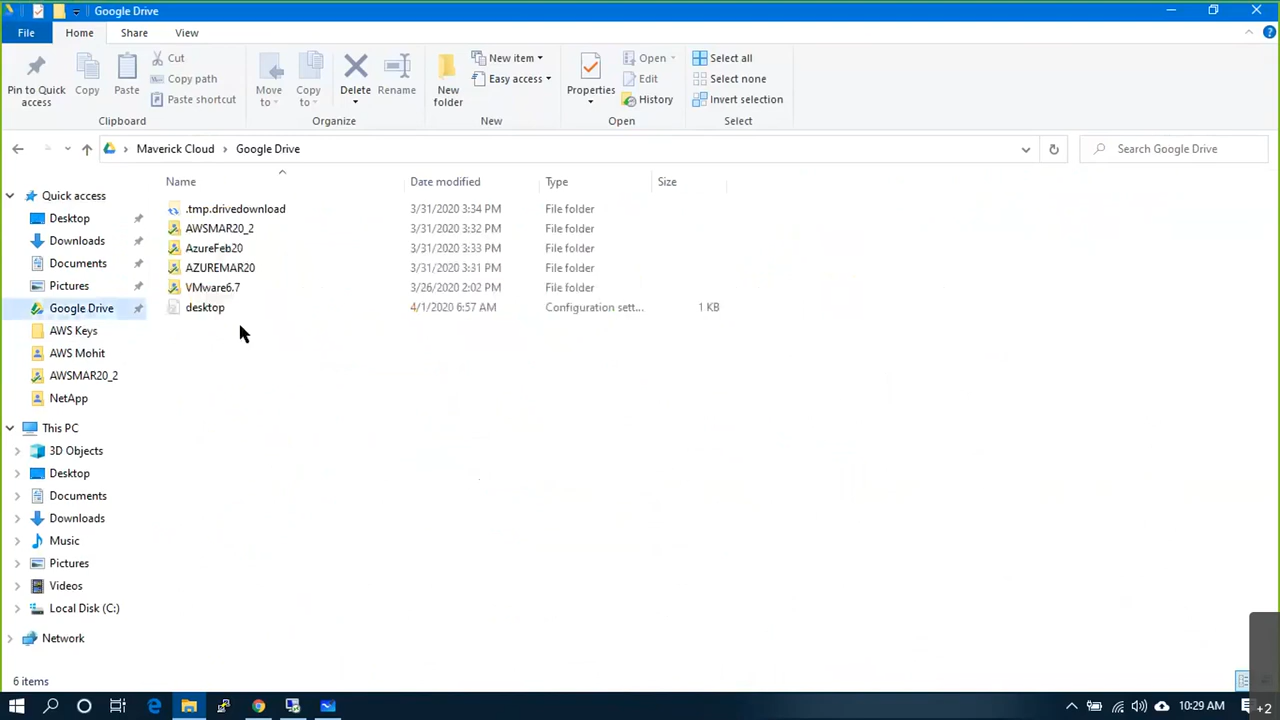 Google Drive
File Home Share View
Pin to Quick access
Copy
Paste
Cut
Copy path
Paste shortcut
Clipboard
Move to
Copy to
Delete
Rename
Organize
New folder
New item
Easy access
New
Properties
Open
Edit
History
Open
Select all
Select none
Invert selection
Select
Maverick Cloud Google Drive
Search Google Drive
Name Date modified Type Size
.tmp.drivedownload 3/31/2020 3:34 PM File folder
AWSMAR20_2 3/31/2020 3:32 PM File folder
AzureFeb20 3/31/2020 3:33 PM File folder
AZUREMAR20 3/31/2020 3:31 PM File folder
VMware6.7 3/26/2020 2:02 PM File folder
desktop 4/1/2020 6:57 AM Configuration sett... 1 KB
Quick access
Desktop
Downloads
Documents
Pictures
Google Drive
AWS Keys
AWS Mohit
AWSMAR20_2
NetApp
This PC
3D Objects
Desktop
Documents
Downloads
Music
Pictures
Videos
Local Disk (C:)
Network
6 items
10:29 AM
+2